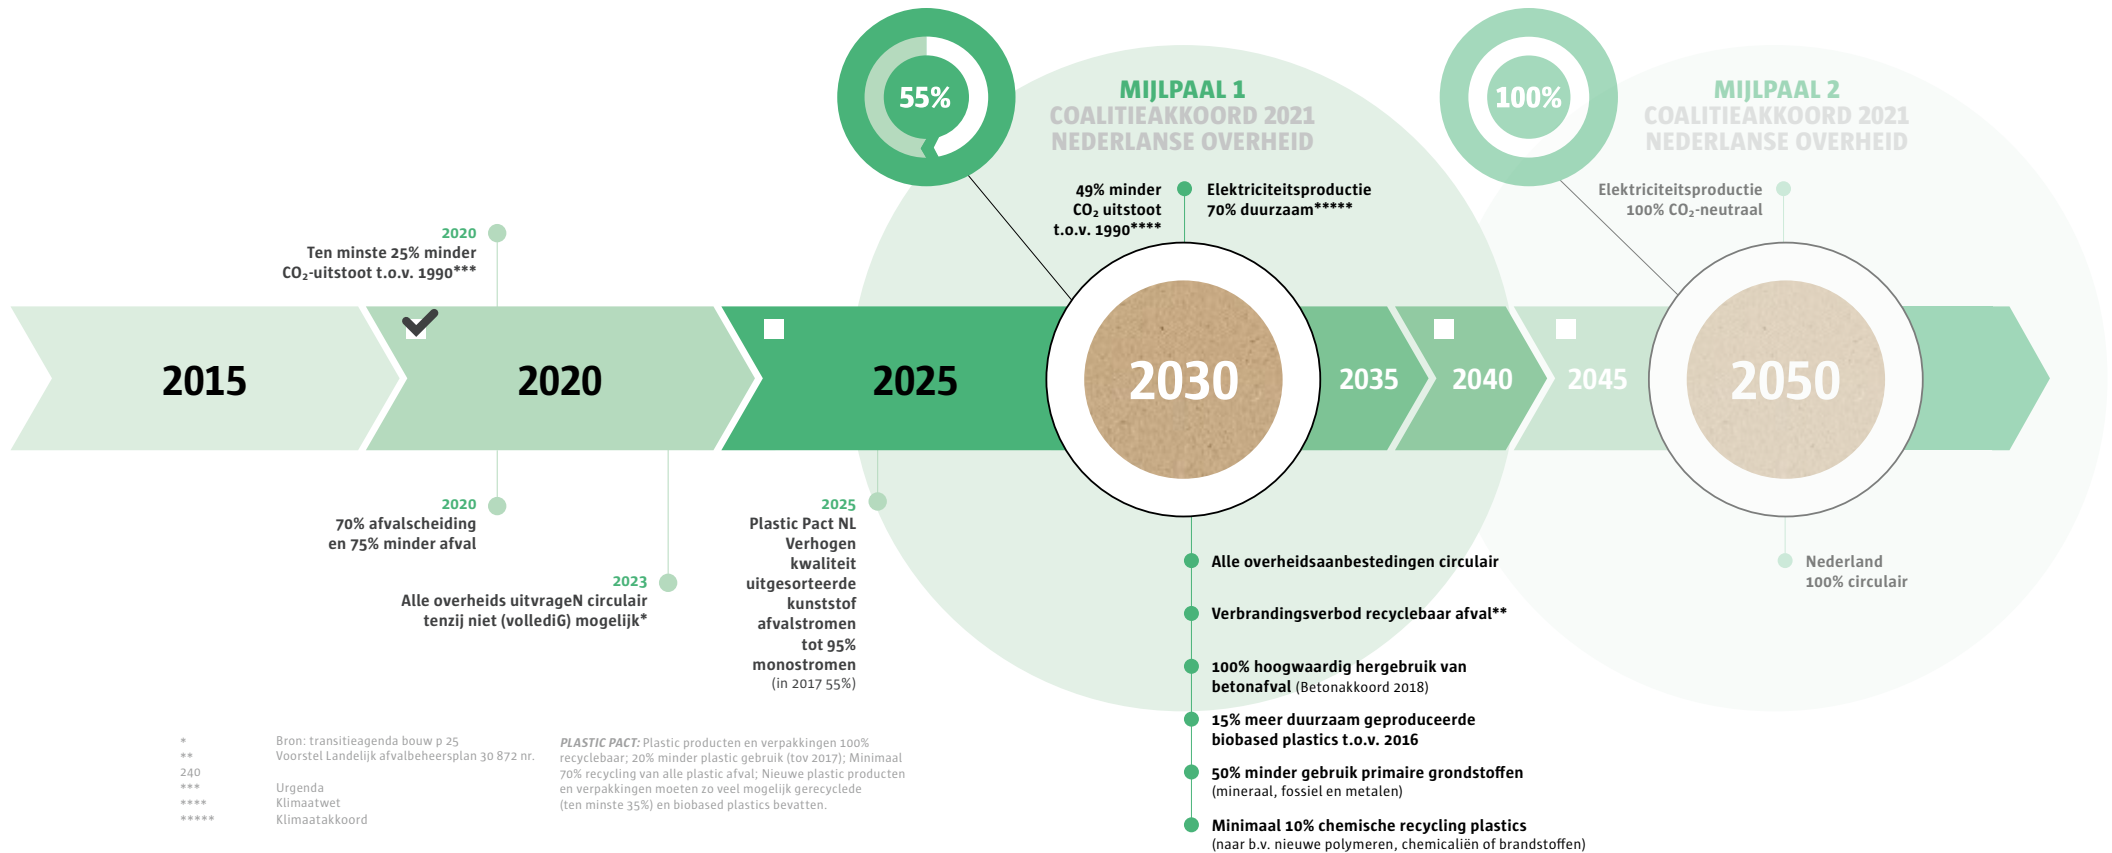 55%
MIJLPAAL 1
COALITIEAKKOORD 2021
NEDERLANSE OVERHEID
100%
MIJLPAAL 2
COALITIEAKKOORD 2021
NEDERLANSE OVERHEID
49% minder
CO₂ uitstoot
t.o.v. 1990****
Elektriciteitsproductie
70% duurzaam*****
Elektriciteitsproductie
100% CO₂-neutraal
2020
Ten minste 25% minder
CO₂-uitstoot t.o.v. 1990***
2015
2020
2025
2030
2035
2040
2045
2050
2020
70% afvalscheiding
en 75% minder afval
2023
Alle overheids uitvrageN circulair
tenzij niet (vollediG) mogelijk*
2025
Plastic Pact NL
Verhogen
kwaliteit
uitgesorteerde
kunststof
afvalstromen
tot 95%
monostromen
(in 2017 55%)
Alle overheidsaanbestedingen circulair
Verbrandingsverbod recyclebaar afval**
100% hoogwaardig hergebruik van
betonafval (Betonakkoord 2018)
15% meer duurzaam geproduceerde
biobased plastics t.o.v. 2016
50% minder gebruik primaire grondstoffen
(mineraal, fossiel en metalen)
Minimaal 10% chemische recycling plastics
(naar b.v. nieuwe polymeren, chemicaliën of brandstoffen)
Nederland
100% circulair
* Bron: transitieagenda bouw p 25
** Voorstel Landelijk afvalbeheersplan 30 872 nr.
240
*** Urgenda
**** Klimaatwet
***** Klimaatakkoord
PLASTIC PACT: Plastic producten en verpakkingen 100%
recyclebaar; 20% minder plastic gebruik (tov 2017); Minimaal
70% recycling van alle plastic afval; Nieuwe plastic producten
en verpakkingen moeten zo veel mogelijk gerecyclede
(ten minste 35%) en biobased plastics bevatten.